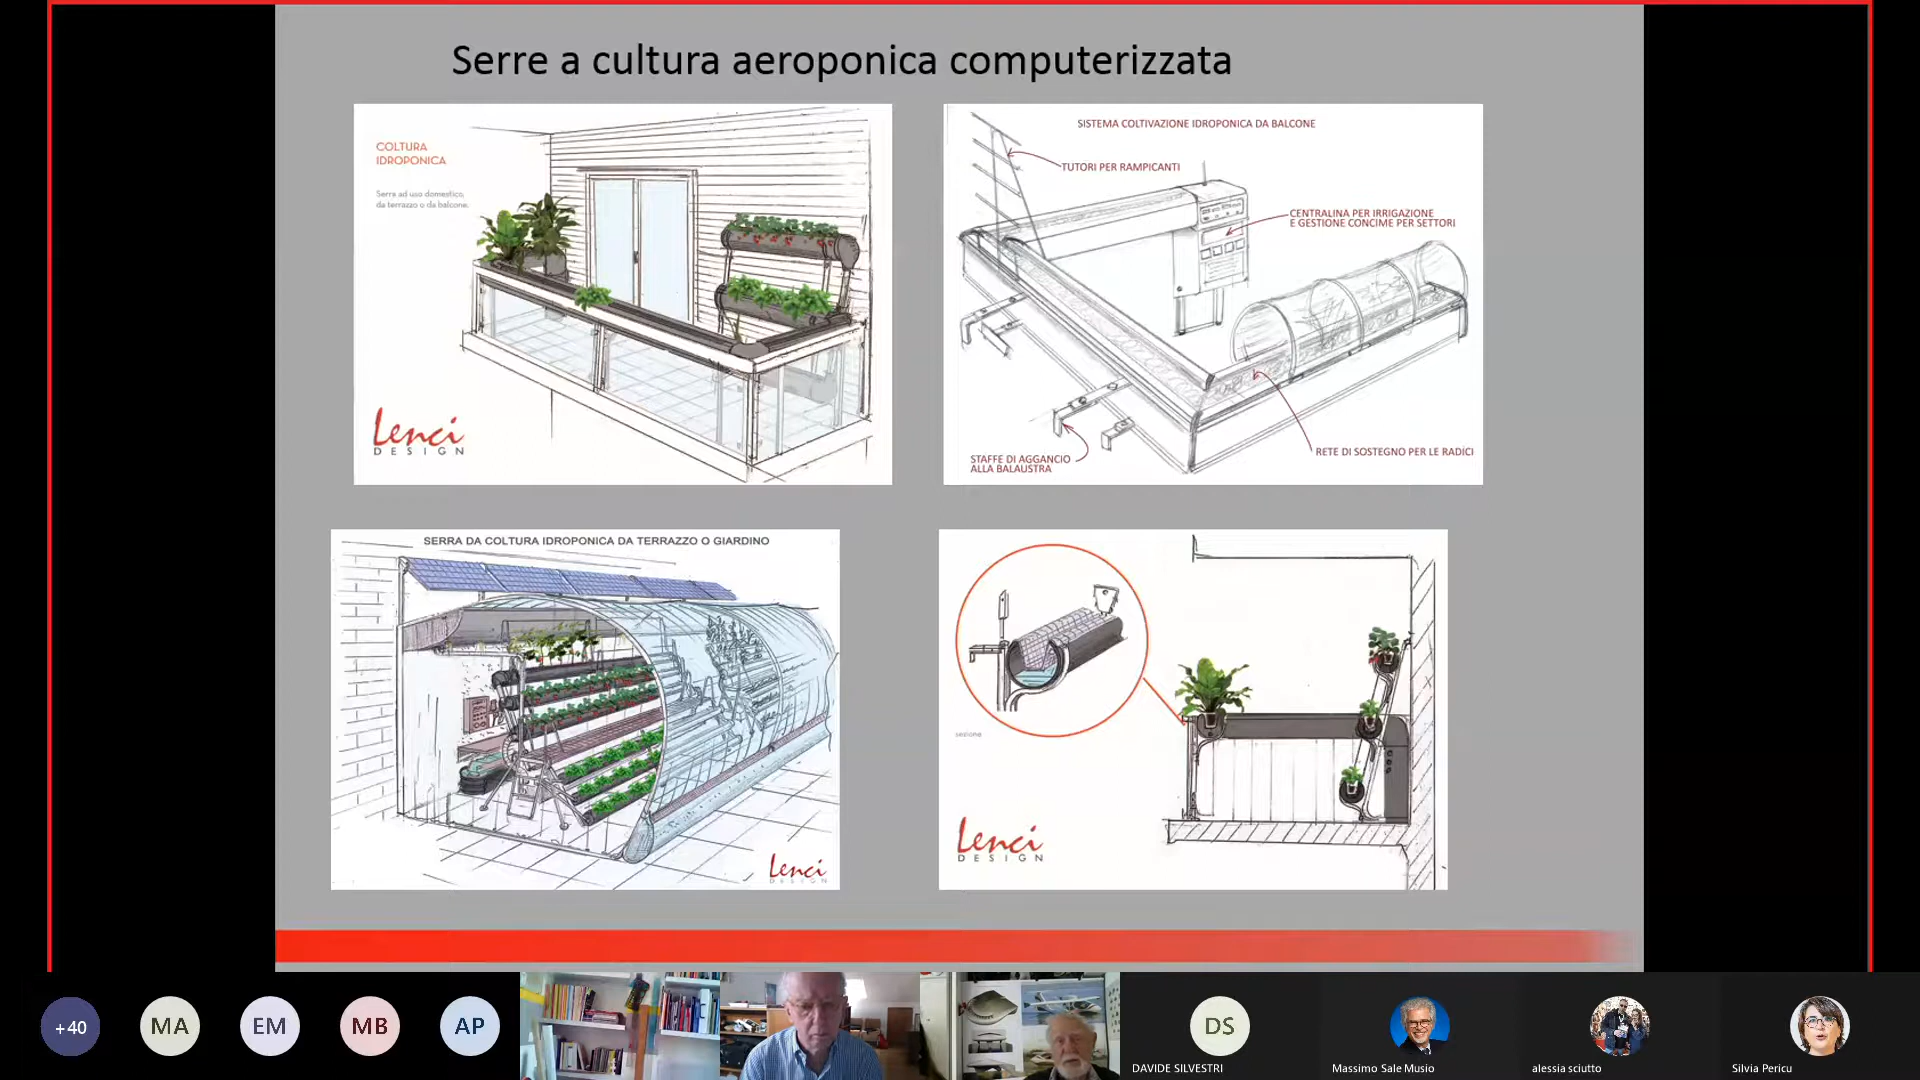 Serre a cultura aeroponica computerizzata
COLTURA
IDROPONICA
Serra ad uso domestico,
da terrazzo o da balcone.
Lenci
DESIGN
SISTEMA COLTIVAZIONE IDROPONICA DA BALCONE
TUTORI PER RAMPICANTI
CENTRALINA PER IRRIGAZIONE
E GESTIONE CONCIME PER SETTORI
STAFFE DI AGGANCIO
ALLA BALAUSTRA
RETE DI SOSTEGNO PER LE RADICI
SERRA DA COLTURA IDROPONICA DA TERRAZZO O GIARDINO
Lenci
DESIGN
sezione
Lenci
DESIGN
+40
MA
EM
MB
AP
DS
DAVIDE SILVESTRI
Massimo Sale Musio
alessia sciutto
Silvia Pericu